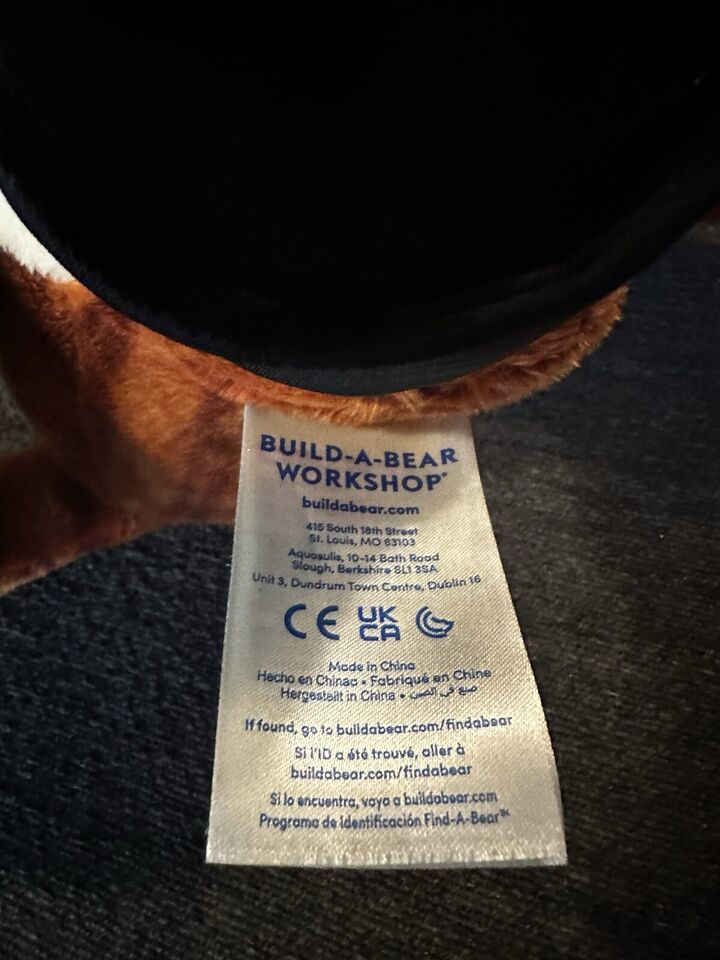 BUILD-A-BEAR
WORKSHOP®
buildabear.com
415 South 18th Street
St. Louis, MO 63103
Aquasulis, 10-14 Bath Road
Slough, Berkshire SL1 3SA
Unit 3, Dundrum Town Centre, Dublin 16
CE UK
CA
Made in China
Hecho en Chinac • Fabriqué en Chine
Hergestellt in China • صنع في الصين
If found, go to buildabear.com/findabear
Si l'ID a été trouvé, aller à
buildabear.com/findabear
Si lo encuentra, vaya a buildabear.com
Programa de Identificación Find-A-Bear™